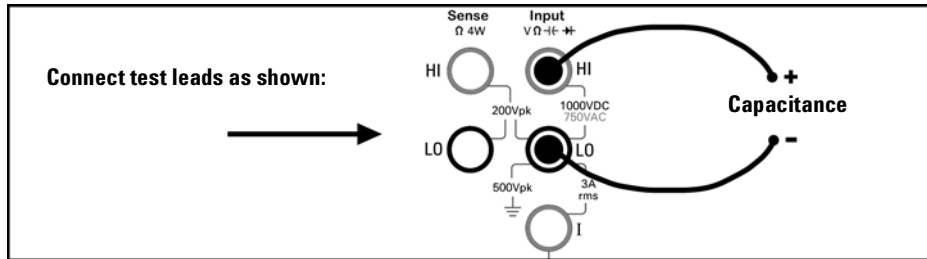 Sense Input
Ω 4W V Ω ⊣(⊢ ➔+
HI HI
Connect test leads as shown:
+
1000VDC
200Vpk 750VAC
Capacitance
LO LO
-
500Vpk 3A
rms
I